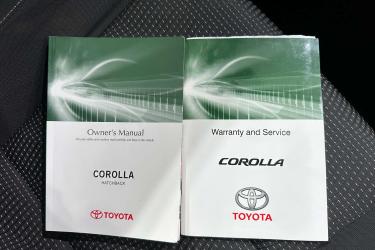 Owner's Manual
COROLLA
HATCHBACK
TOYOTA
Warranty and Service
COROLLA
TOYOTA